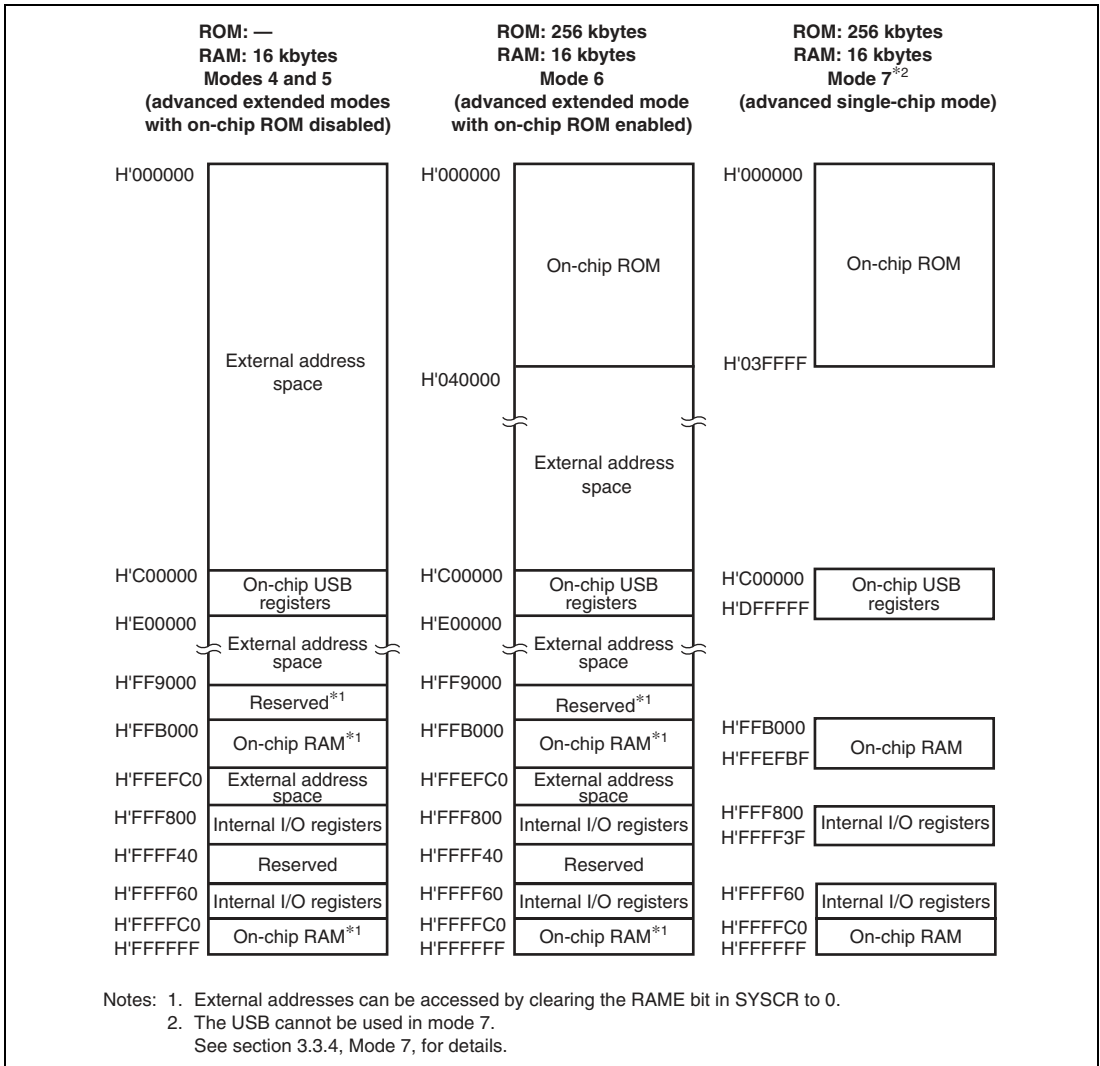 ROM: —
RAM: 16 kbytes
Modes 4 and 5
(advanced extended modes
with on-chip ROM disabled)
H'000000
External address
space
H'C00000
On-chip USB
registers
H'E00000
External address
space
H'FF9000
Reserved*1
H'FFB000
On-chip RAM*1
H'FFEFC0
External address
space
H'FFF800
Internal I/O registers
H'FFFF40
Reserved
H'FFFF60
Internal I/O registers
H'FFFFC0
On-chip RAM*1
H'FFFFFF
ROM: 256 kbytes
RAM: 16 kbytes
Mode 6
(advanced extended mode
with on-chip ROM enabled)
H'000000
On-chip ROM
H'040000
External address
space
H'C00000
On-chip USB
registers
H'E00000
External address
space
H'FF9000
Reserved*1
H'FFB000
On-chip RAM*1
H'FFEFC0
External address
space
H'FFF800
Internal I/O registers
H'FFFF40
Reserved
H'FFFF60
Internal I/O registers
H'FFFFC0
On-chip RAM*1
H'FFFFFF
ROM: 256 kbytes
RAM: 16 kbytes
Mode 7*2
(advanced single-chip mode)
H'000000
On-chip ROM
H'03FFFF
H'C00000
On-chip USB
registers
H'DFFFFF
H'FFB000
On-chip RAM
H'FFEFBF
H'FFF800
Internal I/O registers
H'FFFF3F
H'FFFF60
Internal I/O registers
H'FFFFC0
On-chip RAM
H'FFFFFF
Notes: 1. External addresses can be accessed by clearing the RAME bit in SYSCR to 0.
2. The USB cannot be used in mode 7.
See section 3.3.4, Mode 7, for details.